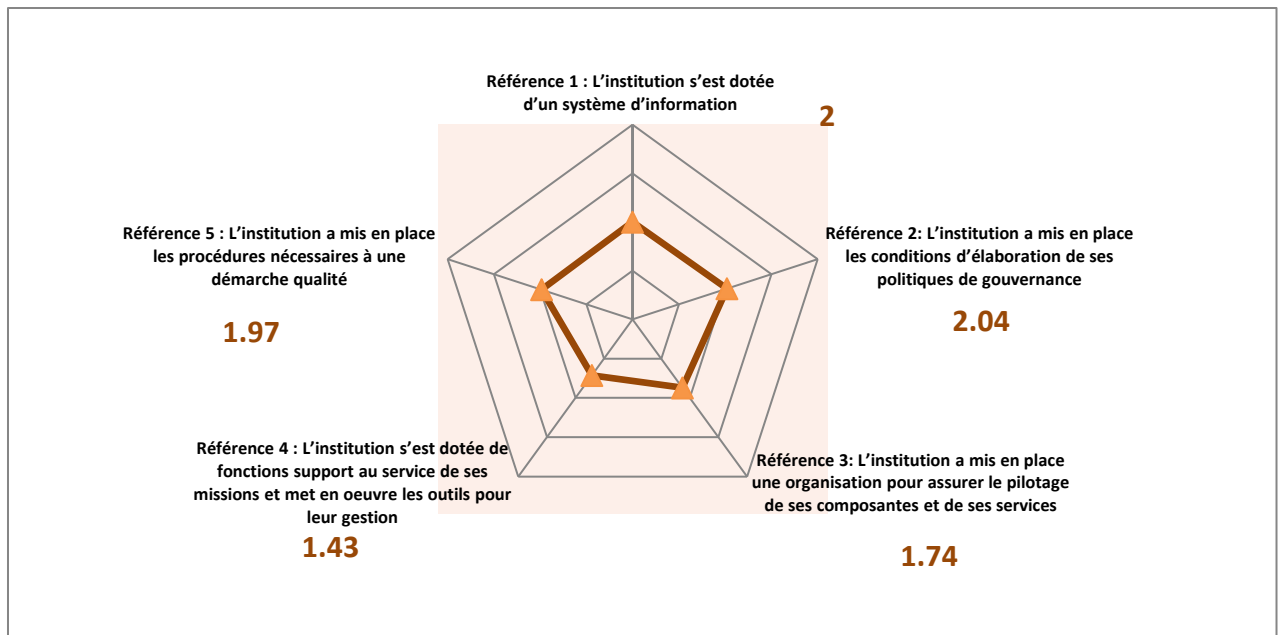 Référence 1 : L’institution s’est dotée
d’un système d’information
2
Référence 2: L’institution a mis en place
les conditions d’élaboration de ses
politiques de gouvernance
2.04
Référence 3: L’institution a mis en place
une organisation pour assurer le pilotage
de ses composantes et de ses services
1.74
Référence 4 : L’institution s’est dotée de
fonctions support au service de ses
missions et met en oeuvre les outils pour
leur gestion
1.43
Référence 5 : L’institution a mis en place
les procédures nécessaires à une
démarche qualité
1.97